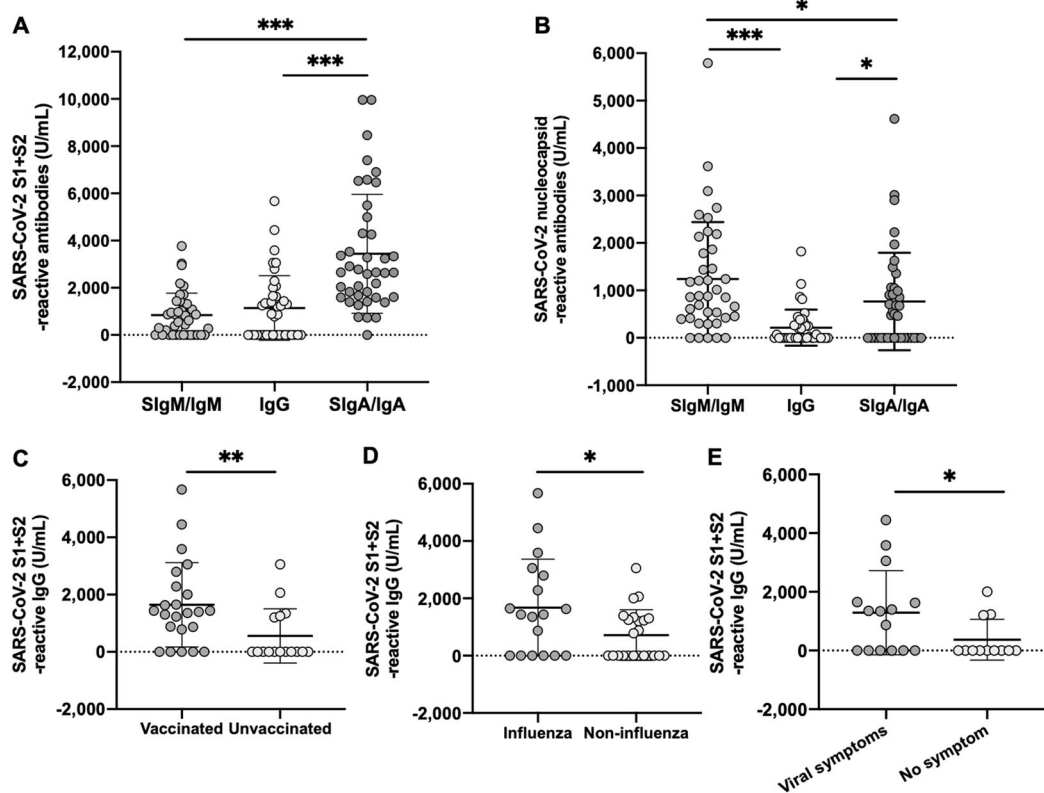 A
***
***
SARS-CoV-2 S1+S2
-reactive antibodies (U/mL)
12,000
10,000
8,000
6,000
4,000
2,000
0
-2,000
SIgM/IgM IgG SIgA/IgA
B
*
***
*
SARS-CoV-2 nucleocapsid
-reactive antibodies (U/mL)
6,000
5,000
4,000
3,000
2,000
1,000
0
-1,000
SIgM/IgM IgG SIgA/IgA
C
**
SARS-CoV-2 S1+S2
-reactive IgG (U/mL)
6,000
4,000
2,000
0
-2,000
Vaccinated Unvaccinated
D
*
SARS-CoV-2 S1+S2
-reactive IgG (U/mL)
6,000
4,000
2,000
0
-2,000
Influenza Non-influenza
E
*
SARS-CoV-2 S1+S2
-reactive IgG (U/mL)
6,000
4,000
2,000
0
-2,000
Viral symptoms
No symptom